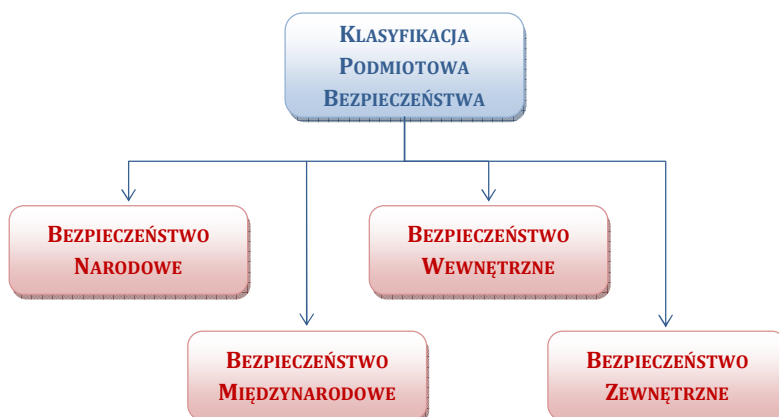 KLASYFIKACJA
PODMIOTOWA
BEZPIECZEŃSTWA
BEZPIECZEŃSTWO
NARODOWE
BEZPIECZEŃSTWO
WEWNĘTRZNE
BEZPIECZEŃSTWO
MIĘDZYNARODOWE
BEZPIECZEŃSTWO
ZEWNĘTRZNE